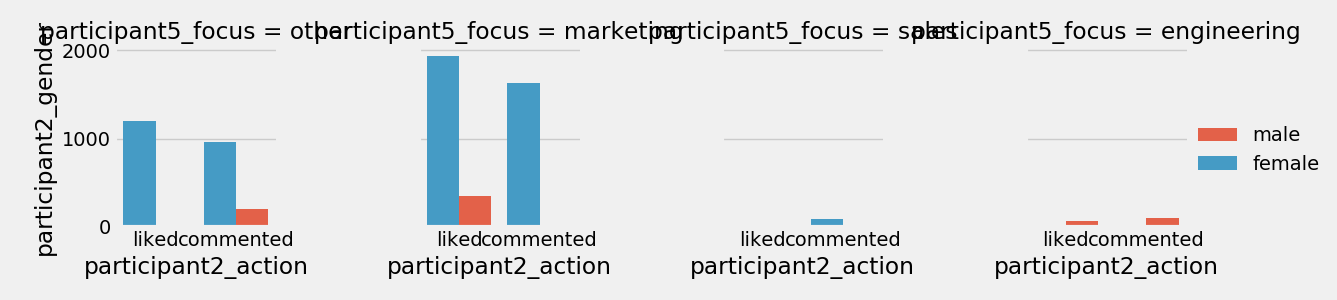 participant5_focus = other
participant5_focus = marketing
participant5_focus = sales
participant5_focus = engineering
participant2_gender
2000
1000
0
liked commented
liked commented
liked commented
liked commented
participant2_action
participant2_action
participant2_action
participant2_action
male
female